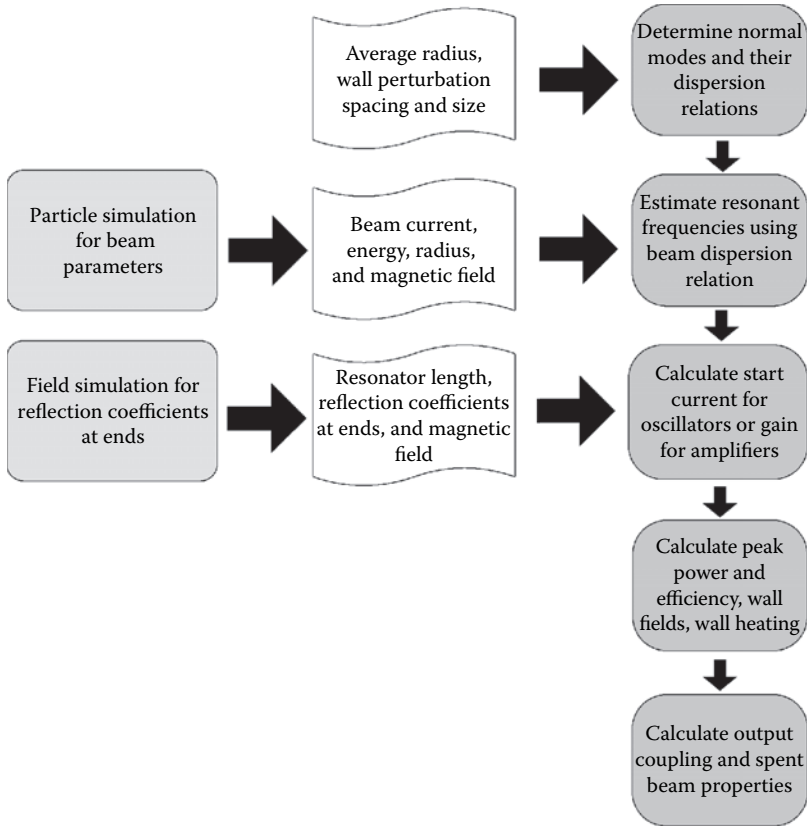 Average radius,
wall perturbation
spacing and size
Determine normal
modes and their
dispersion
relations
Particle simulation
for beam
parameters
Beam current,
energy, radius,
and magnetic field
Estimate resonant
frequencies using
beam dispersion
relation
Field simulation for
reflection coefficients
at ends
Resonator length,
reflection coefficients
at ends, and magnetic
field
Calculate start
current for
oscillators or gain
for amplifiers
Calculate peak
power and
efficiency, wall
fields, wall heating
Calculate output
coupling and spent
beam properties